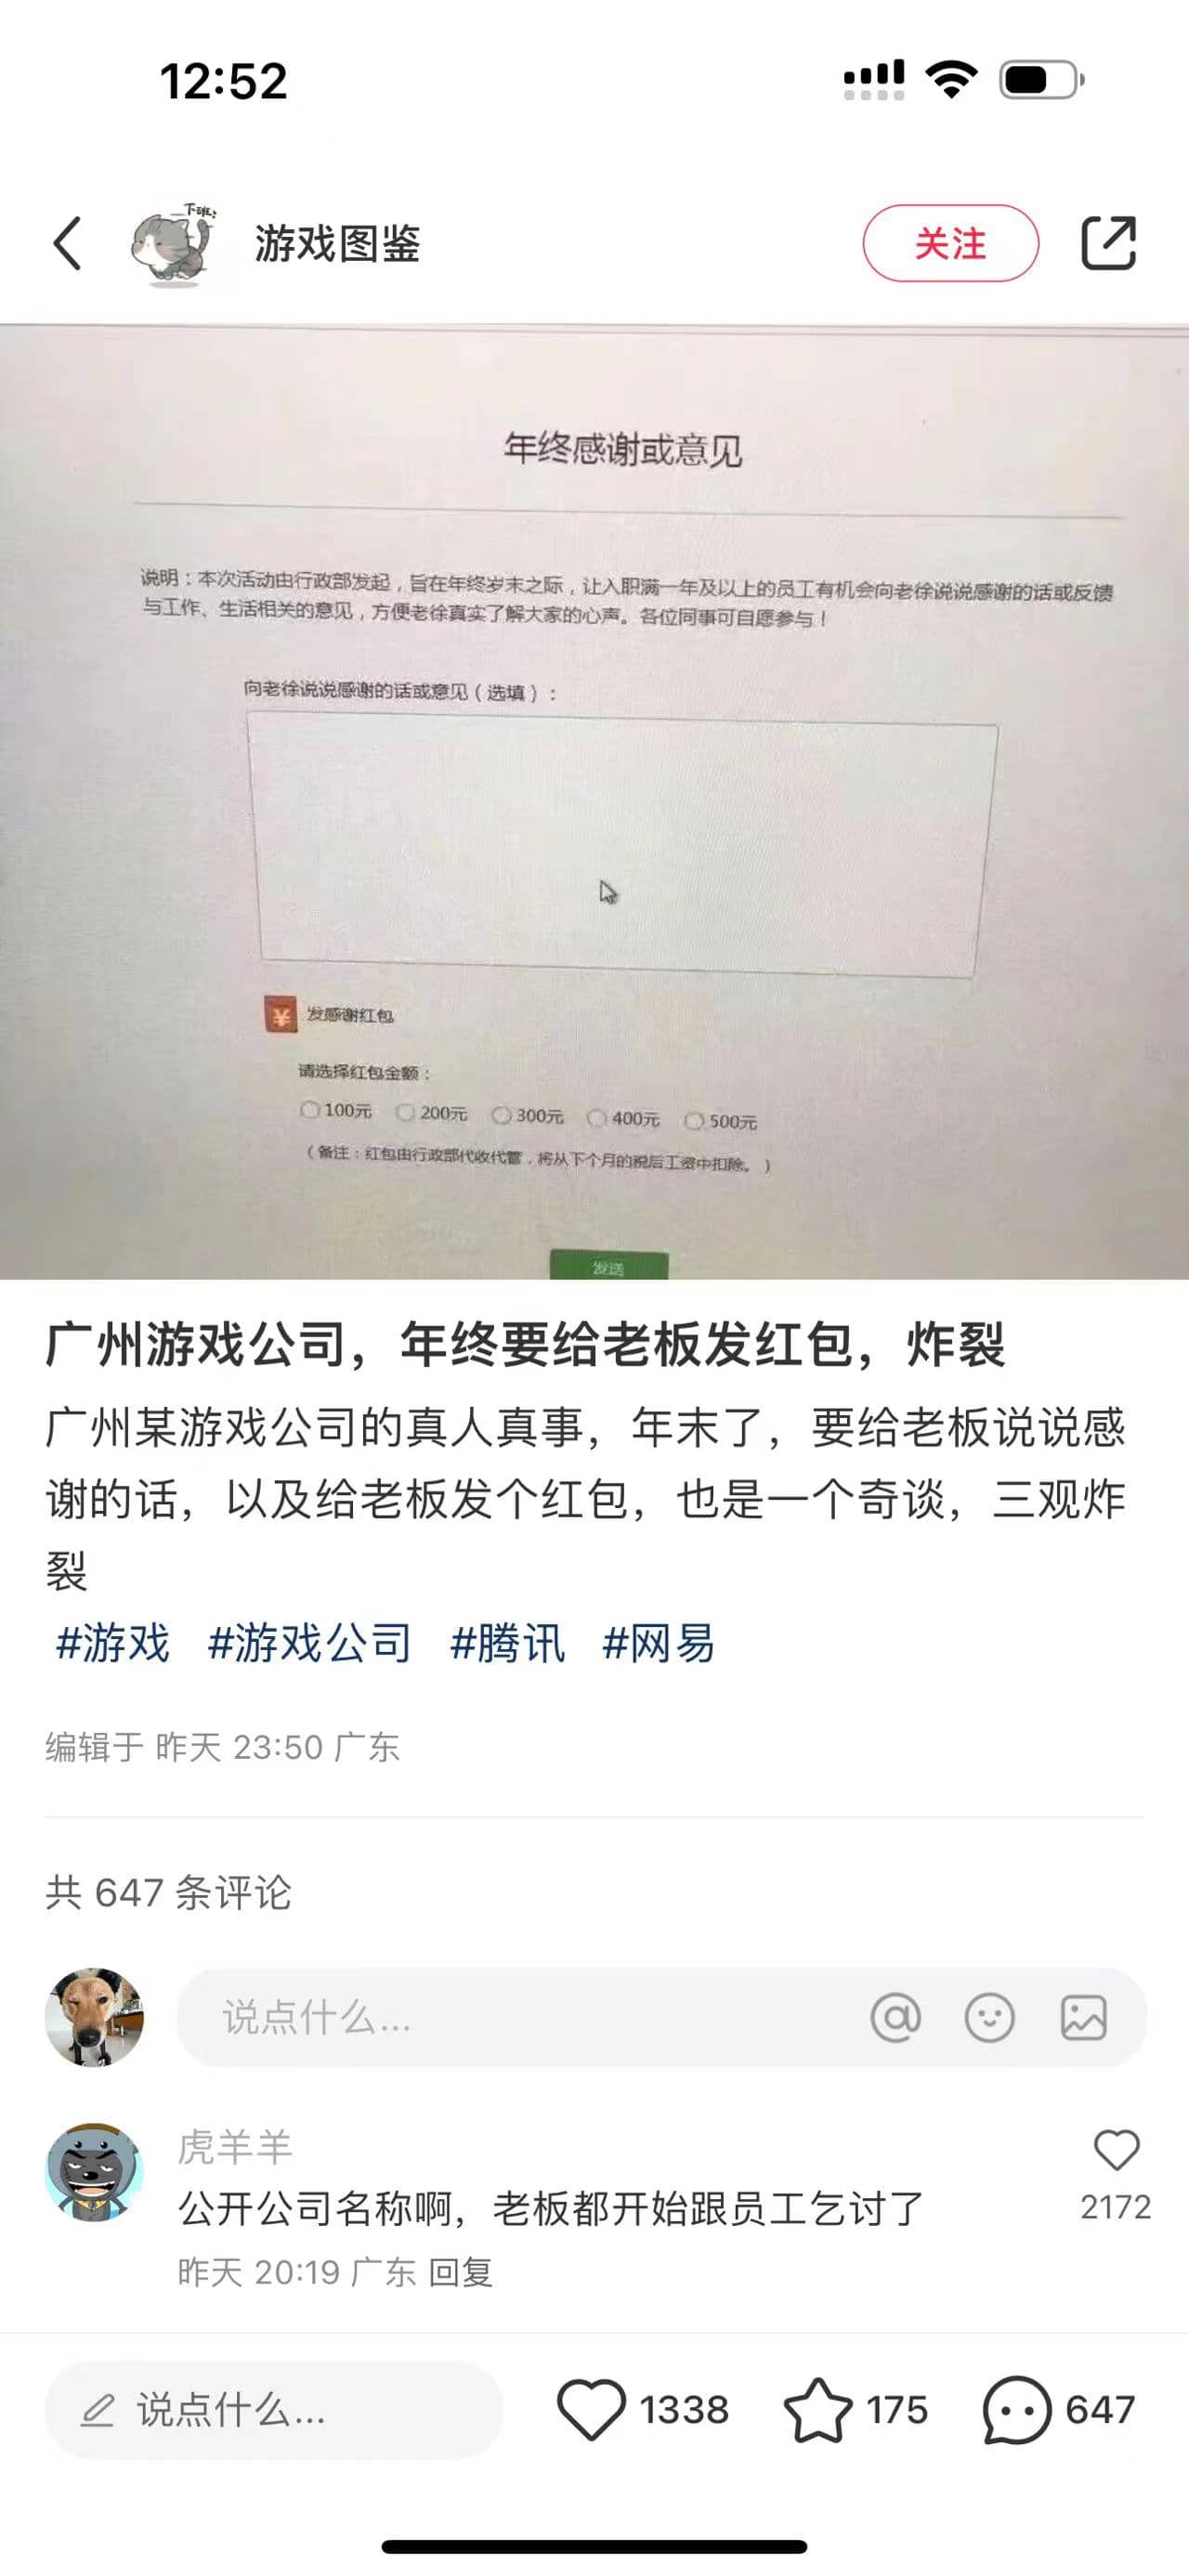 12:52
下班!
游戏图鉴
关注
年终感谢或意见
说明：本次活动由行政部发起，旨在年终岁末之际，让入职满一年及以上的员工有机会向老徐说说感谢的话或反馈
与工作、生活相关的意见，方便老徐真实了解大家的心声。各位同事可自愿参与！
向老徐说说感谢的话或意见（选填）：
¥ 发感谢红包
请选择红包金额：
100元 200元 300元 400元 500元
（备注：红包由行政部代收代管，将从下个月的税后工资中扣除。）
发送
广州游戏公司，年终要给老板发红包，炸裂
广州某游戏公司的真人真事，年末了，要给老板说说感
谢的话，以及给老板发个红包，也是一个奇谈，三观炸
裂
#游戏 #游戏公司 #腾讯 #网易
编辑于 昨天 23:50 广东
共 647 条评论
说点什么...
虎羊羊
公开公司名称啊，老板都开始跟员工乞讨了
2172
昨天 20:19 广东 回复
说点什么...
1338
175
647